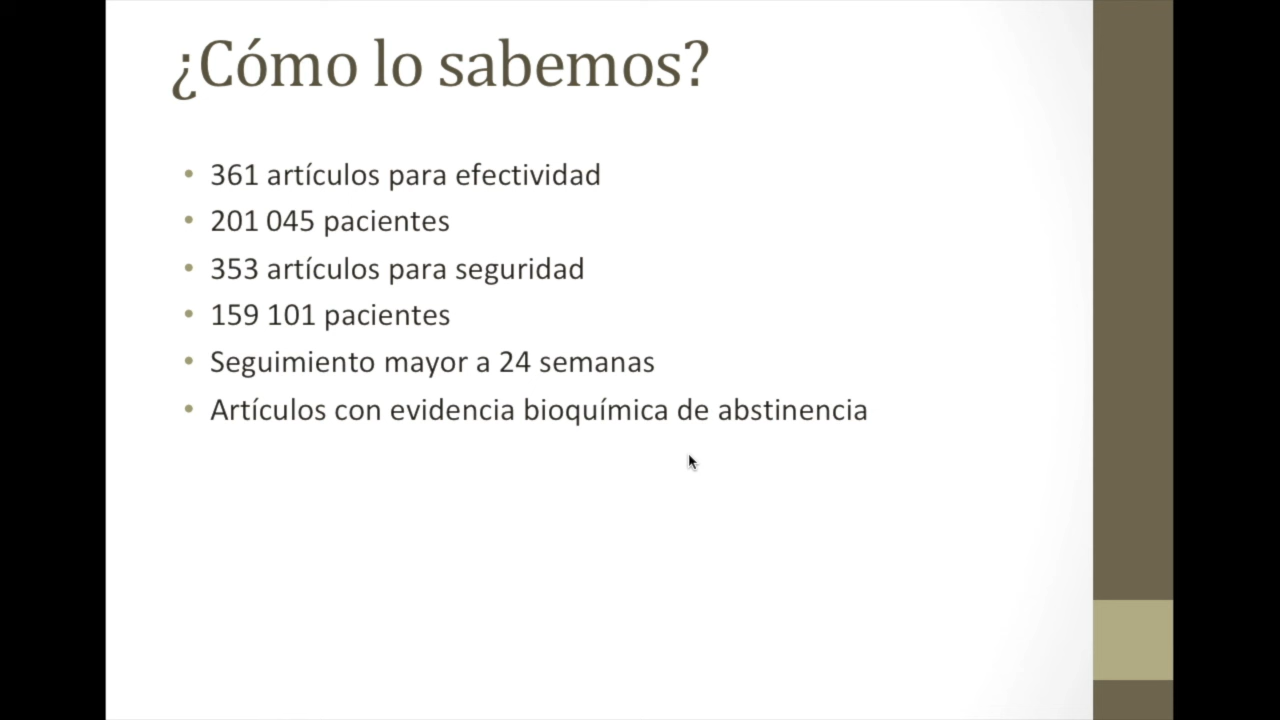 ¿Cómo lo sabemos?
• 361 artículos para efectividad
• 201 045 pacientes
• 353 artículos para seguridad
• 159 101 pacientes
• Seguimiento mayor a 24 semanas
• Artículos con evidencia bioquímica de abstinencia